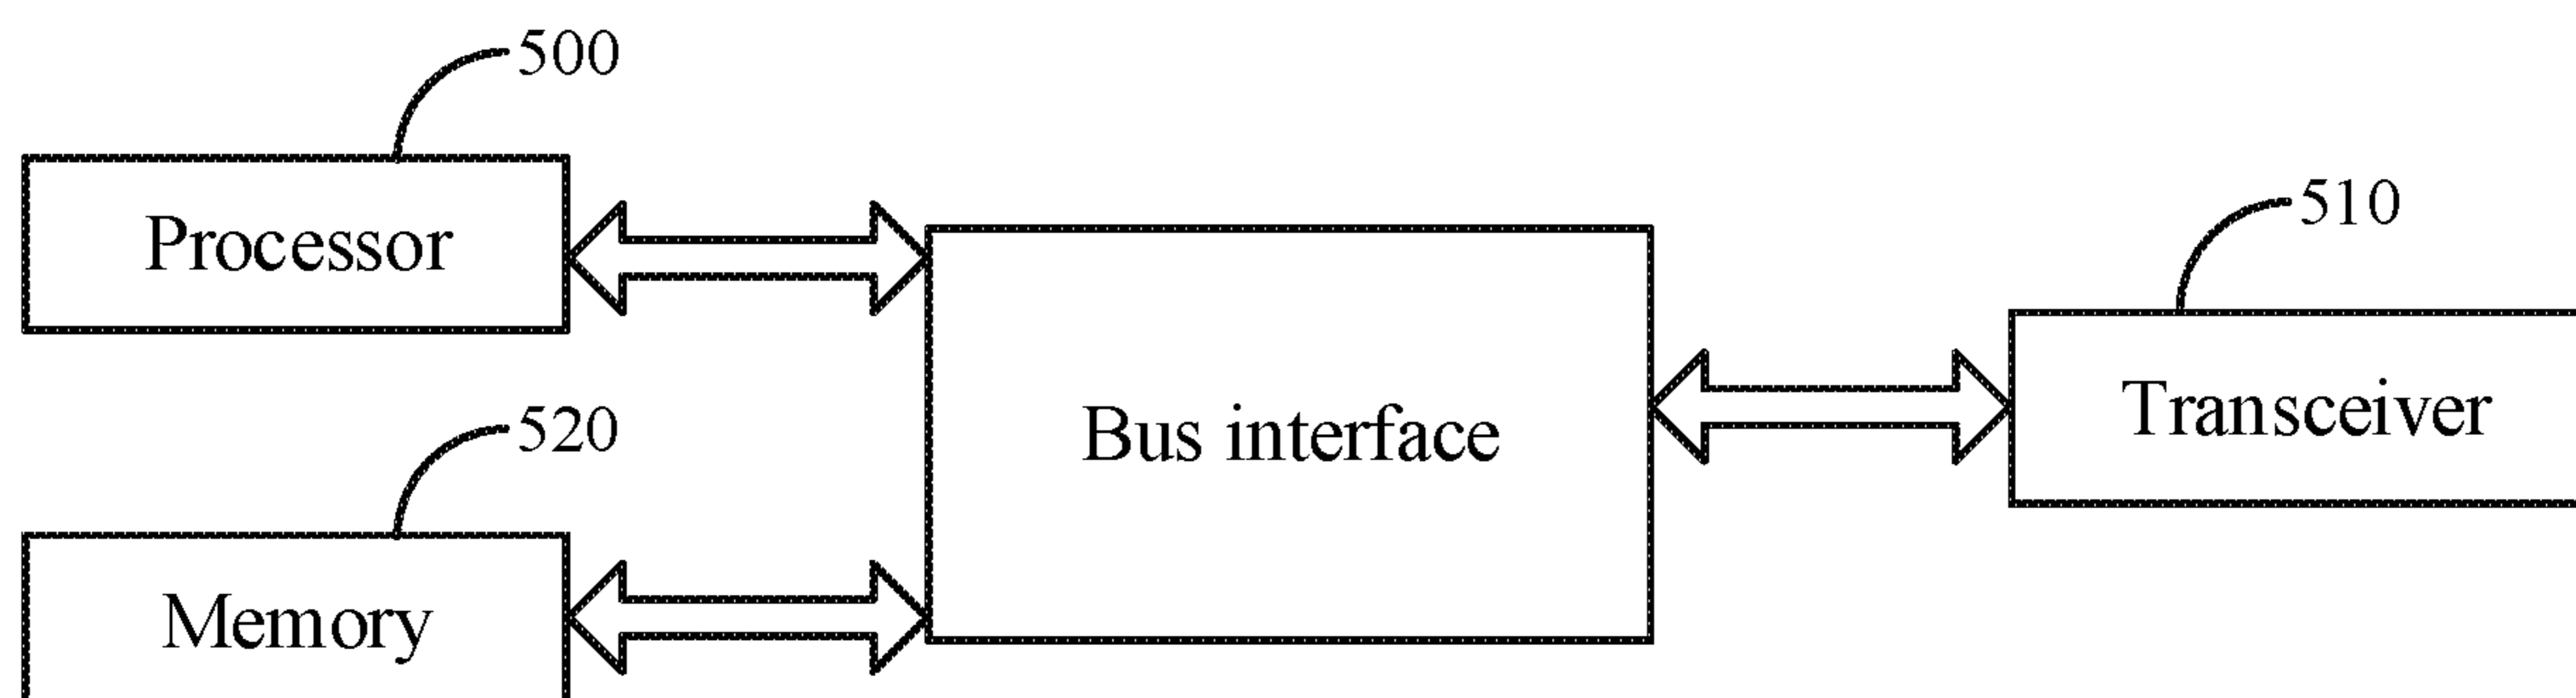 500
Processor
510
Transceiver
Bus interface
520
Memory